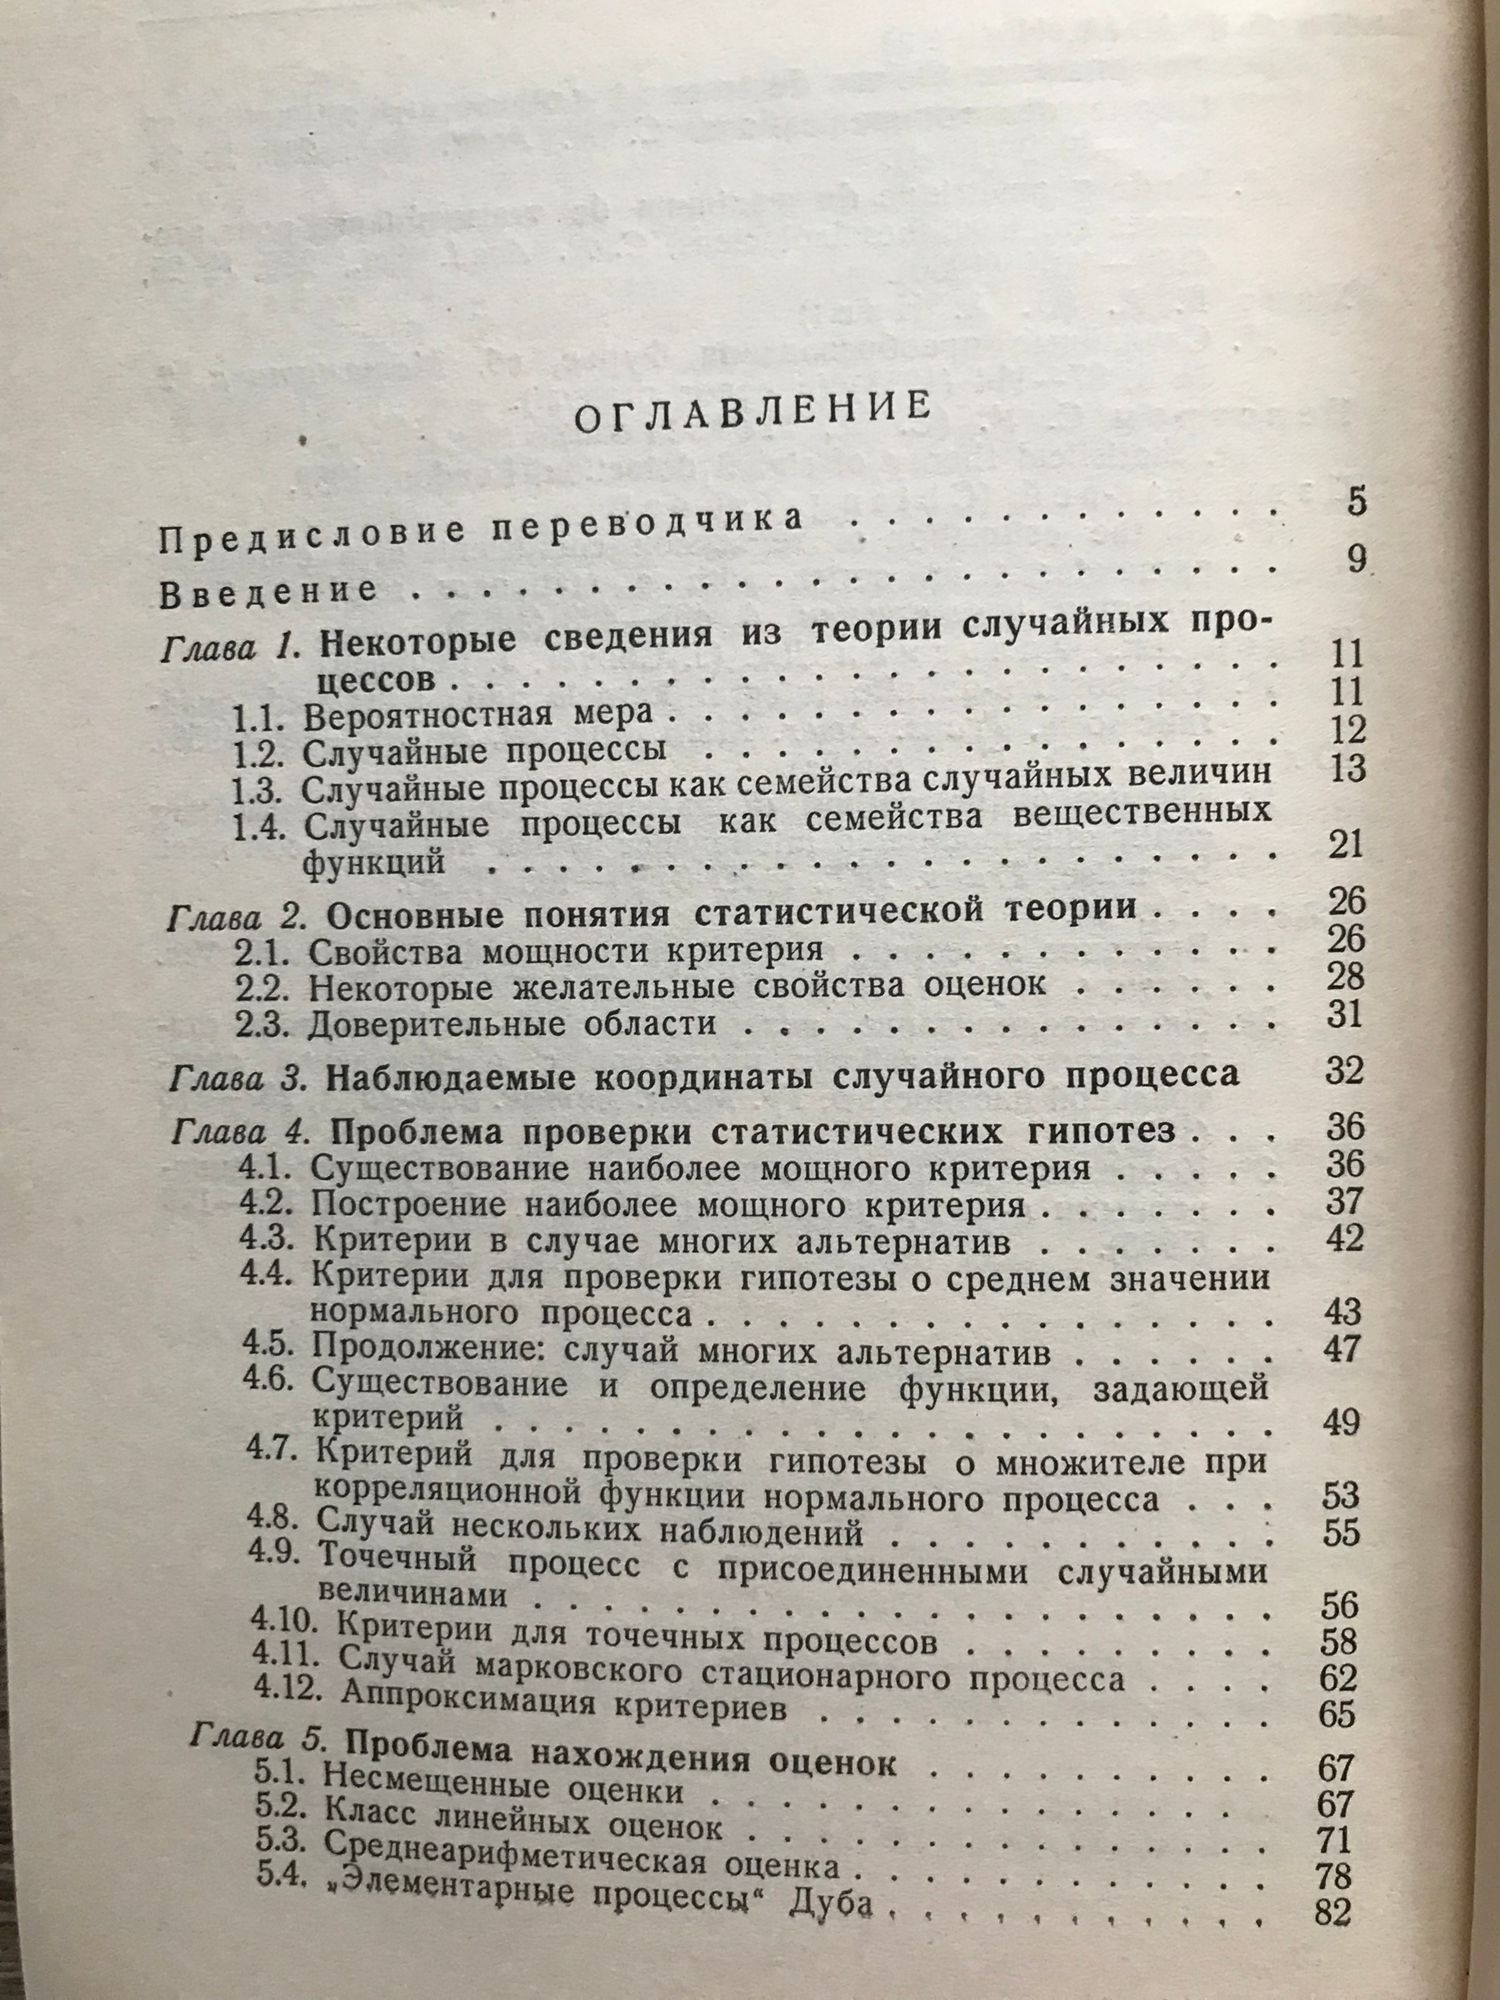 ОГЛАВЛЕНИЕ
Предисловие переводчика . . . . . . . . . . . . 5
Введение . . . . . . . . . . . . . . . . . . . . . . 9
Глава 1. Некоторые сведения из теории случайных про-
цессов . . . . . . . . . . . . . . . . . . . . . . . 11
1.1. Вероятностная мера . . . . . . . . . . . . . . . . . 11
1.2. Случайные процессы . . . . . . . . . . . . . . . . 12
1.3. Случайные процессы как семейства случайных величин 13
1.4. Случайные процессы как семейства вещественных
функций . . . . . . . . . . . . . . . . . . . . . . 21
Глава 2. Основные понятия статистической теории . . . . 26
2.1. Свойства мощности критерия . . . . . . . . . . . . 26
2.2. Некоторые желательные свойства оценок . . . . . . 28
2.3. Доверительные области . . . . . . . . . . . . . . . 31
Глава 3. Наблюдаемые координаты случайного процесса 32
Глава 4. Проблема проверки статистических гипотез . . . 36
4.1. Существование наиболее мощного критерия . . . . . 36
4.2. Построение наиболее мощного критерия . . . . . . . 37
4.3. Критерии в случае многих альтернатив . . . . . . . 42
4.4. Критерии для проверки гипотезы о среднем значении
нормального процесса . . . . . . . . . . . . . . . . 43
4.5. Продолжение: случай многих альтернатив . . . . . . 47
4.6. Существование и определение функции, задающей
критерий . . . . . . . . . . . . . . . . . . . . . . 49
4.7. Критерий для проверки гипотезы о множителе при
корреляционной функции нормального процесса . . . 53
4.8. Случай нескольких наблюдений . . . . . . . . . . . 55
4.9. Точечный процесс с присоединенными случайными
величинами . . . . . . . . . . . . . . . . . . . . . 56
4.10. Критерии для точечных процессов . . . . . . . . . 58
4.11. Случай марковского стационарного процесса . . . . 62
4.12. Аппроксимация критериев . . . . . . . . . . . . . 65
Глава 5. Проблема нахождения оценок . . . . . . . . . . 67
5.1. Несмещенные оценки . . . . . . . . . . . . . . . 67
5.2. Класс линейных оценок . . . . . . . . . . . . . . . 71
5.3. Среднеарифметическая оценка . . . . . . . . . . . . 78
5.4. „Элементарные процессы“ Дуба . . . . . . . . . . . 82